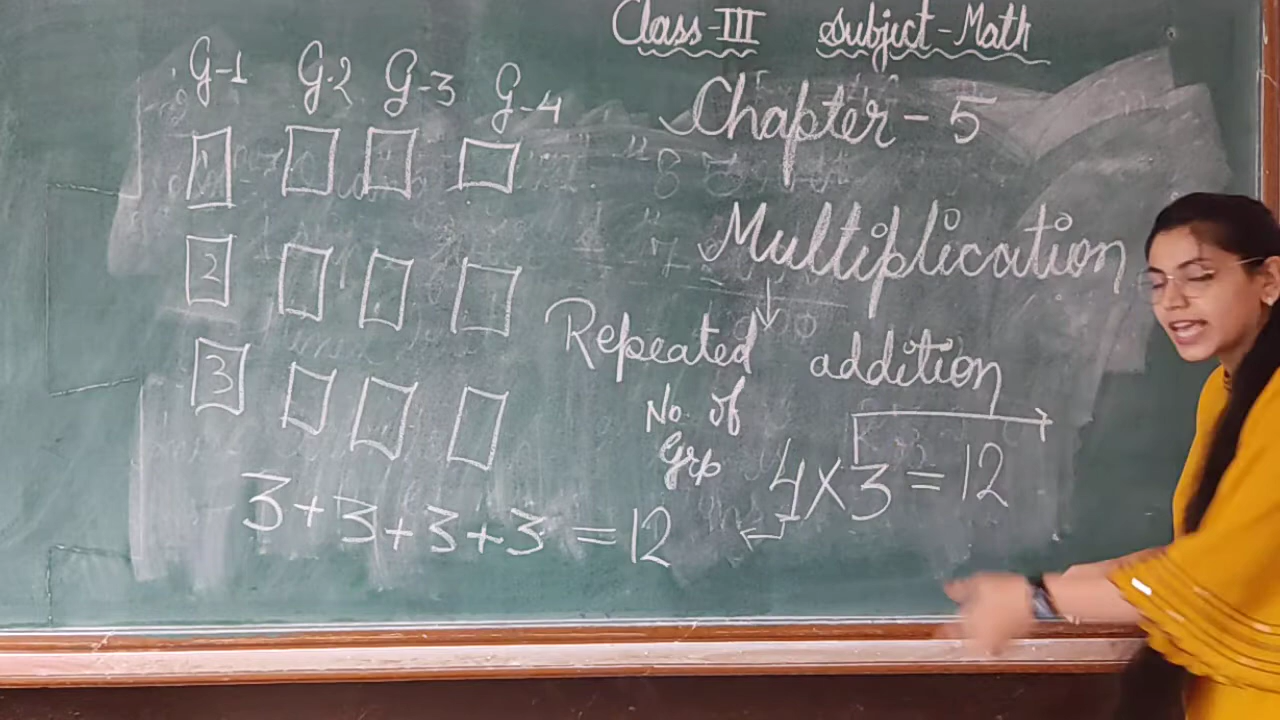 Class-III Subject-Math
G-1 G-2 G-3 G-4
Chapter-5
1
Multiplication
2
Repeated addition
3
No. of
Grp
4×3=12
3+3+3+3=12